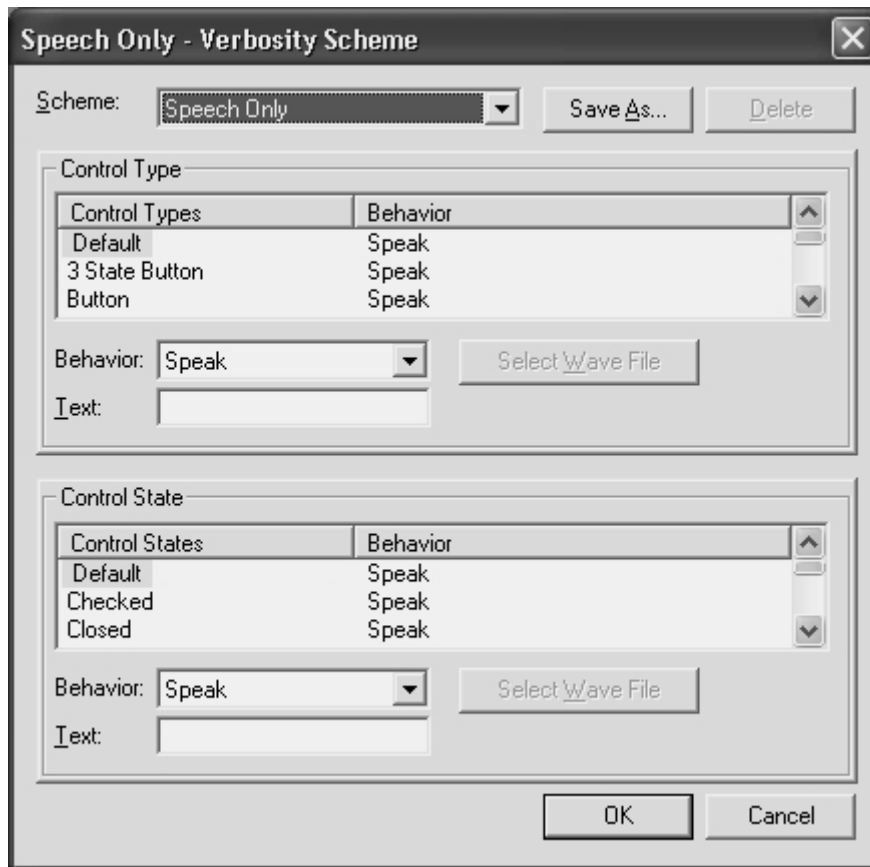 Speech Only - Verbosity Scheme
Scheme: Speech Only Save As... Delete
Control Type
Control Types Behavior
Default Speak
3 State Button Speak
Button Speak
Behavior: Speak Select Wave File
Text:
Control State
Control States Behavior
Default Speak
Checked Speak
Closed Speak
Behavior: Speak Select Wave File
Text:
OK Cancel